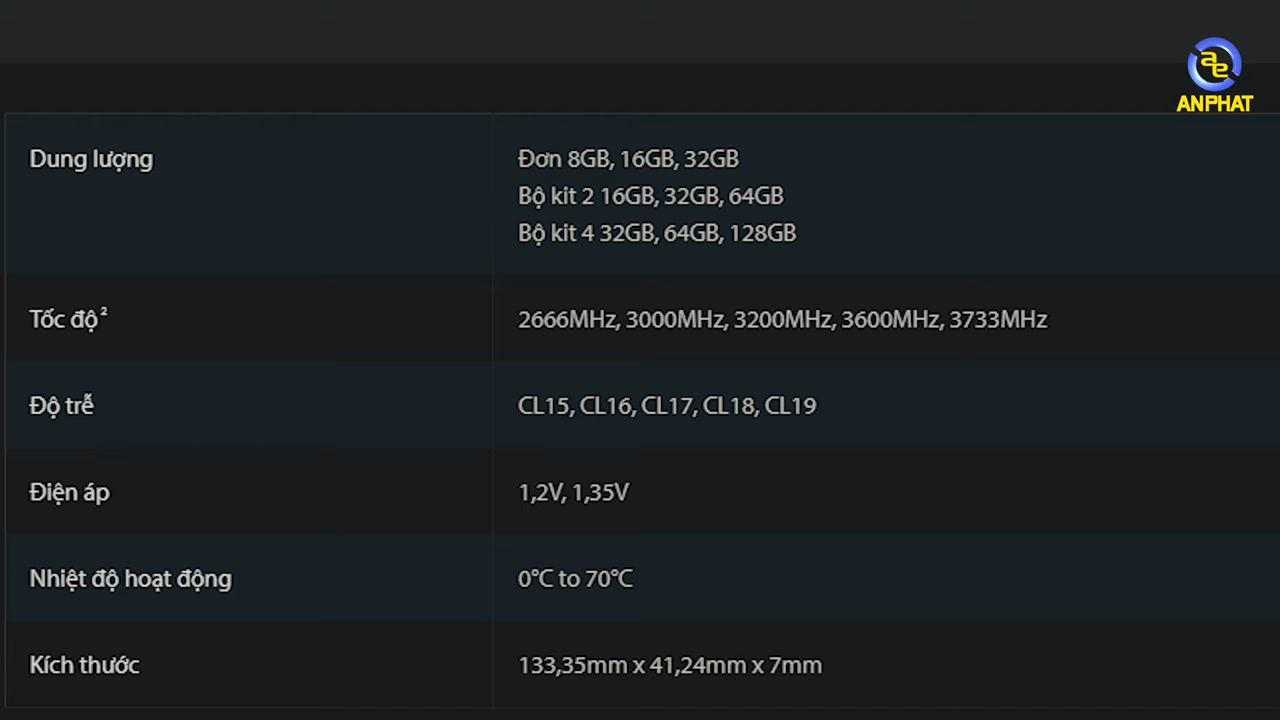 ae
ANPHAT
Dung lượng
Đơn 8GB, 16GB, 32GB
Bộ kit 2 16GB, 32GB, 64GB
Bộ kit 4 32GB, 64GB, 128GB
Tốc độ²
2666MHz, 3000MHz, 3200MHz, 3600MHz, 3733MHz
Độ trễ
CL15, CL16, CL17, CL18, CL19
Điện áp
1,2V, 1,35V
Nhiệt độ hoạt động
0°C to 70°C
Kích thước
133,35mm x 41,24mm x 7mm